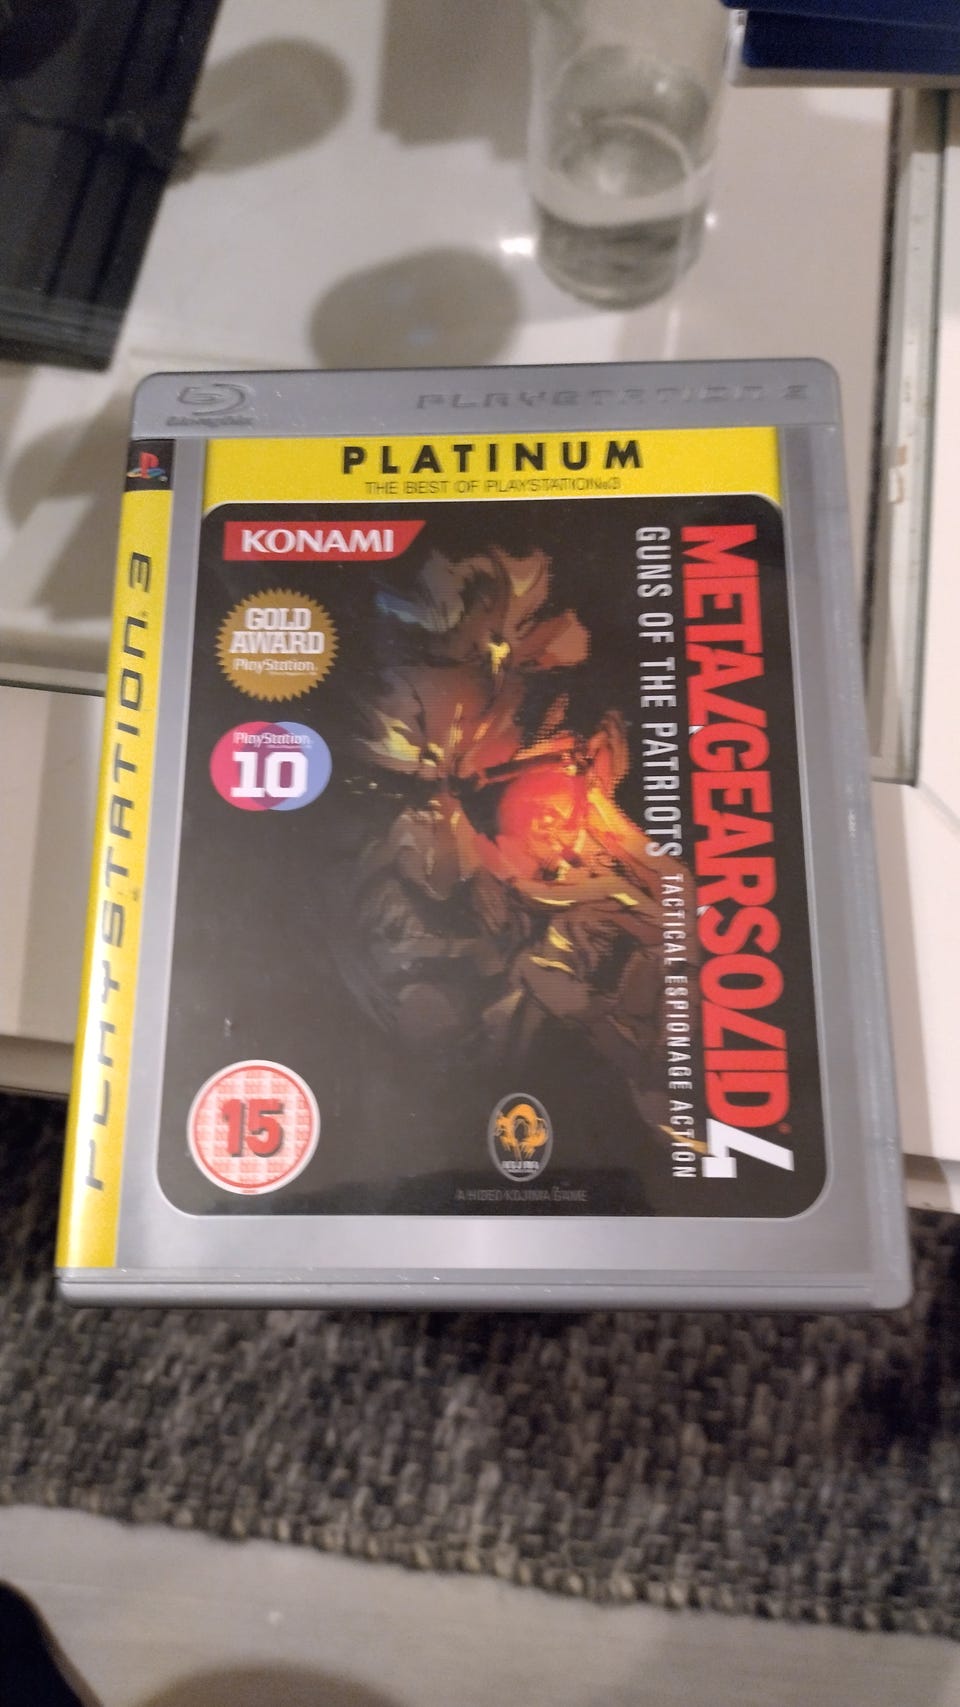 PLAYSTATION 3
PLATINUM
THE BEST OF PLAYSTATION®3
PLAYSTATION 3
KONAMI
GOLD
AWARD
PlayStation
PlayStation
10
METAL GEAR SOLID 4
GUNS OF THE PATRIOTS TACTICAL ESPIONAGE ACTION
15
KOJIMA
A HIDEO KOJIMA GAME